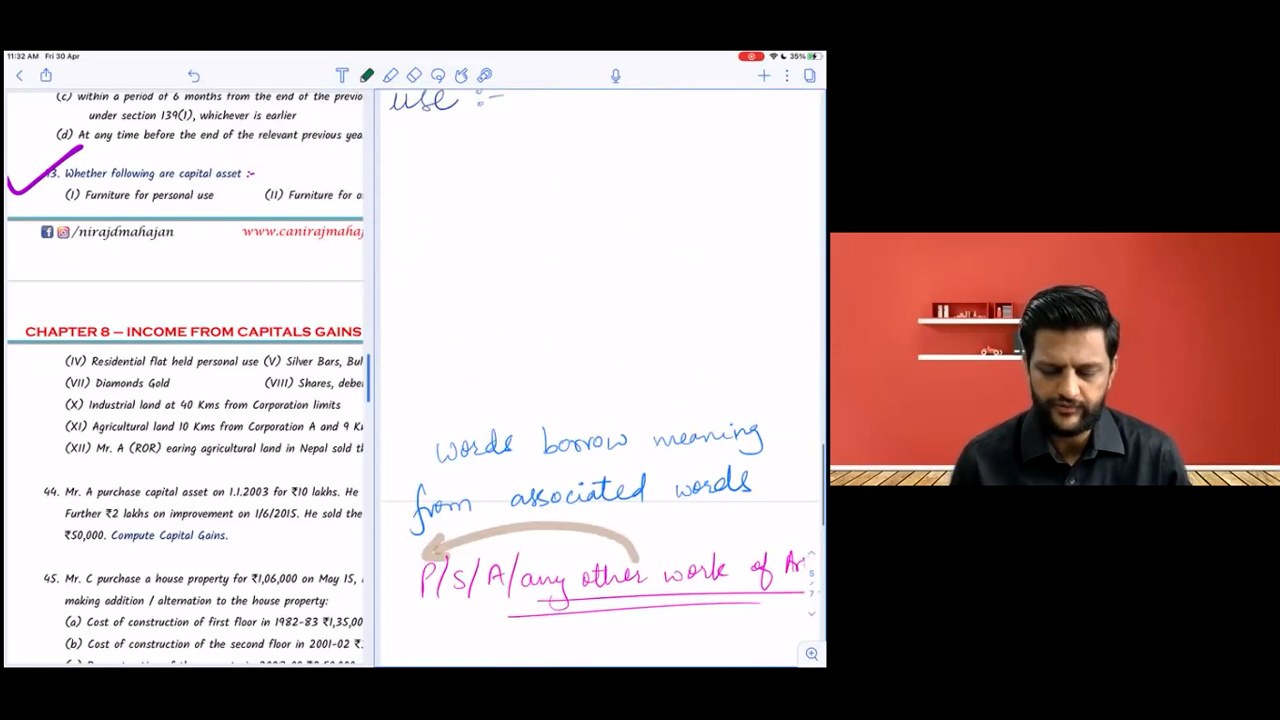 11:32 AM Fri 30 Apr
35%
(c) within a period of 6 months from the end of the previo
under section 139(1), whichever is earlier
(d) At any time before the end of the relevant previous yea
43. Whether following are capital asset :-
(I) Furniture for personal use (II) Furniture for o
/nirajdmahajan www.canirajmahaj
CHAPTER 8 – INCOME FROM CAPITALS GAINS
(IV) Residential flat held personal use (V) Silver Bars, Bul
(VII) Diamonds Gold (VIII) Shares, debe
(X) Industrial land at 40 Kms from Corporation limits
(XI) Agricultural land 10 Kms from Corporation A and 9 K
(XII) Mr. A (ROR) earing agricultural land in Nepal sold t
44. Mr. A purchase capital asset on 1.1.2003 for ₹10 lakhs. He
Further ₹2 lakhs on improvement on 1/6/2015. He sold the
₹50,000. Compute Capital Gains.
45. Mr. C purchase a house property for ₹1,06,000 on May 15,
making addition / alternation to the house property:
(a) Cost of construction of first floor in 1982-83 ₹1,35,00
(b) Cost of construction of the second floor in 2001-02 ₹
use :-
words borrow meaning
from associated words
P/S/A/any other work of Ar